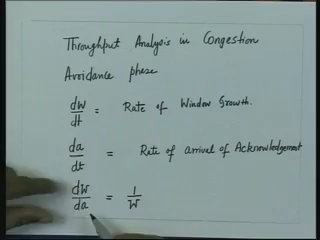 Throughput Analysis in Congestion
Avoidance phase
dW/dt = Rate of Window Growth.
da/dt = Rate of arrival of Acknowledgement
dW/da = 1/W